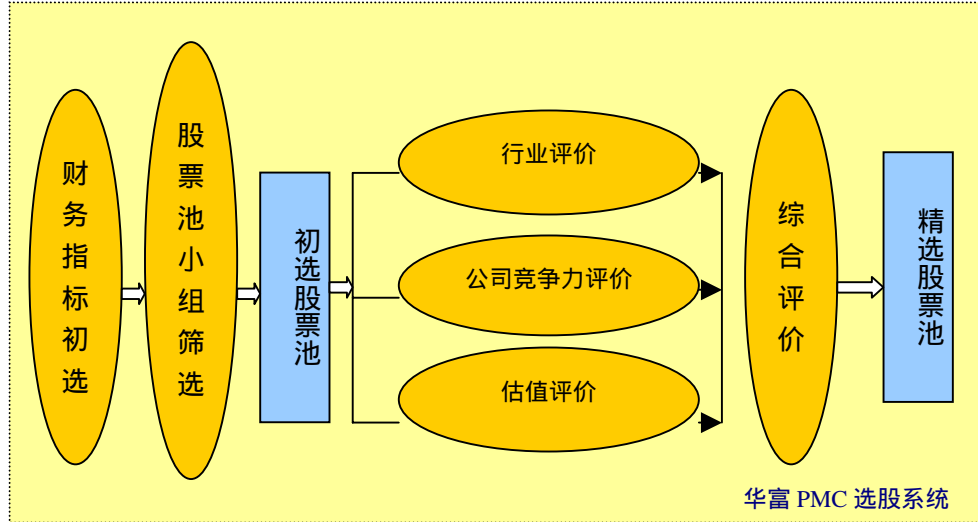 财务指标初选
股票池小组筛选
初选股票池
行业评价
公司竞争力评价
估值评价
综合评价
精选股票池
华富 PMC 选股系统